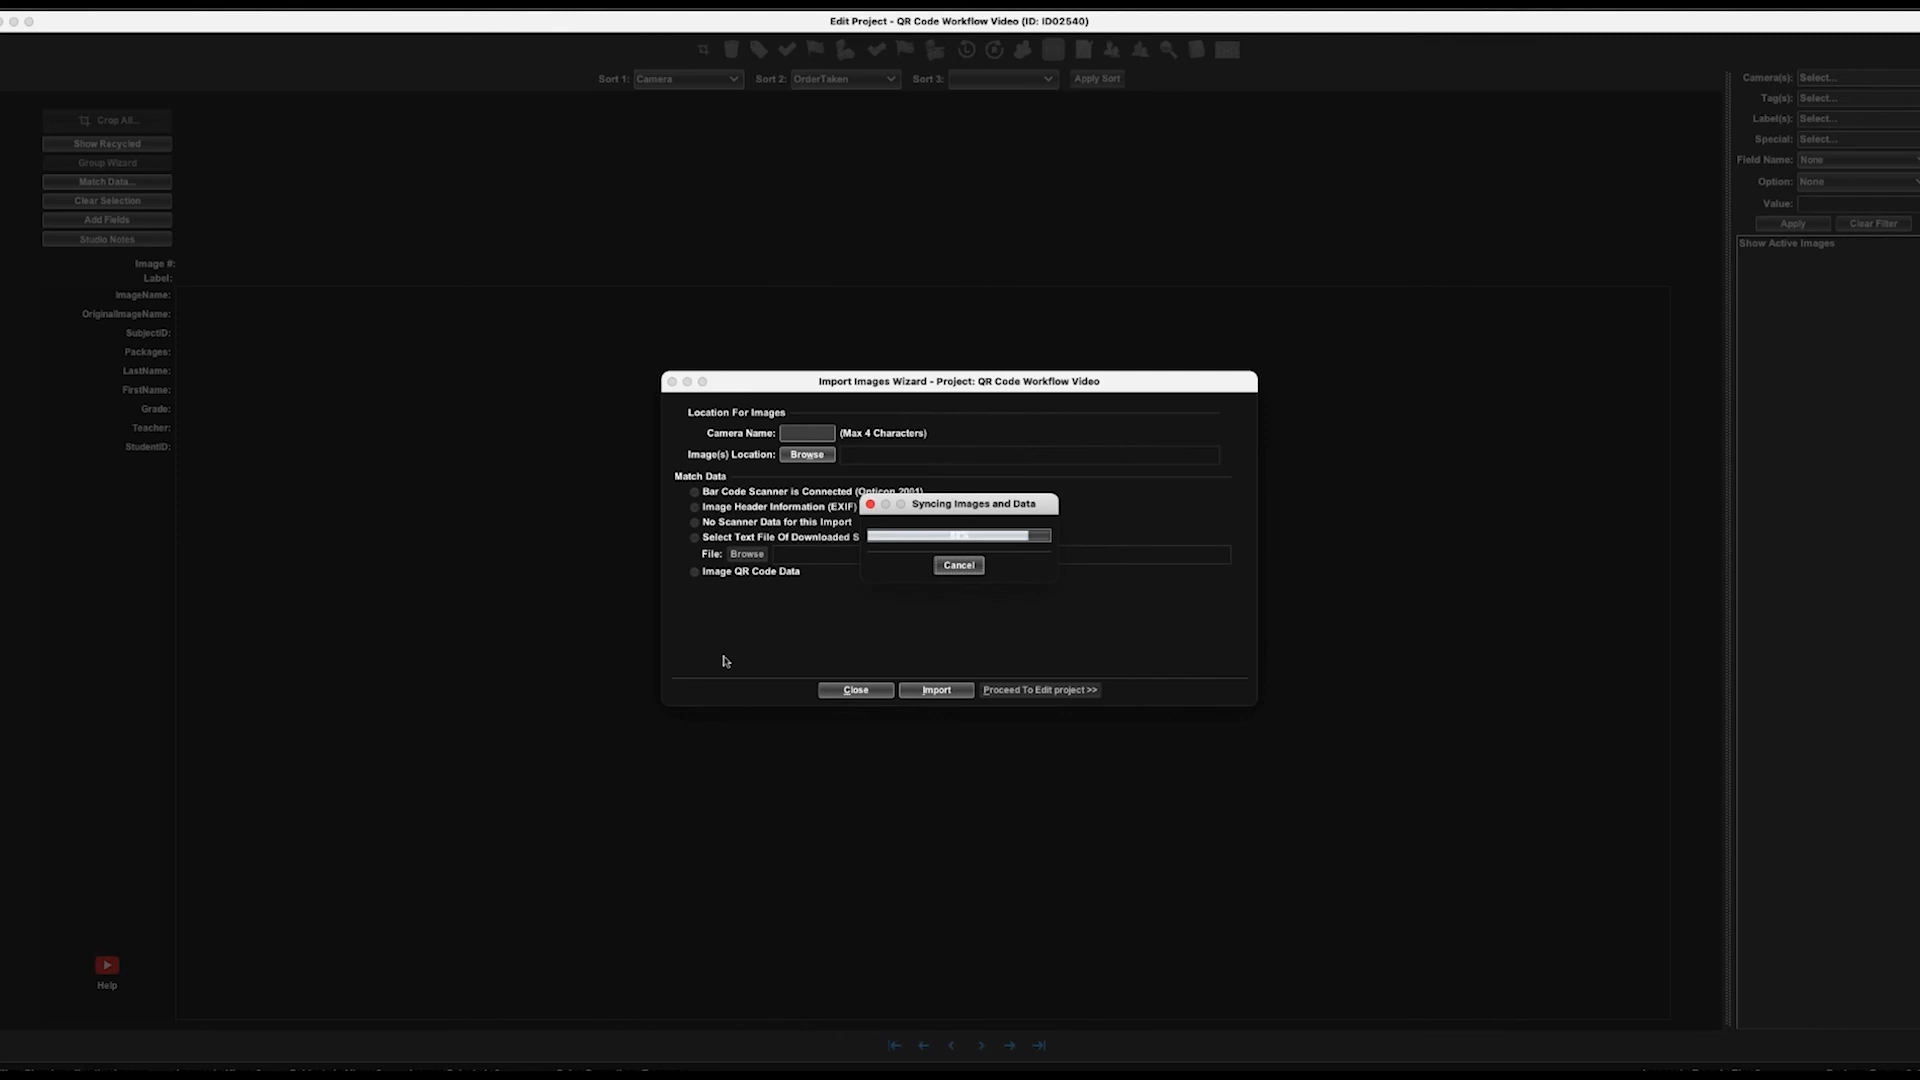 Edit Project - QR Code Workflow Video (ID: ID02540)
Sort 1: Camera Sort 2: OrderTaken Sort 3: Apply Sort
Crop All...
Show Recycled
Group Wizard
Match Data...
Clear Selection
Add Fields
Studio Notes
Image #:
Label:
ImageName:
OriginalImageName:
SubjectID:
Packages:
LastName:
FirstName:
Grade:
Teacher:
StudentID:
Help
Camera(s): Select...
Tag(s): Select...
Label(s): Select...
Special: Select...
Field Name: None
Option: None
Value:
Apply Clear Filter
Show Active Images
Import Images Wizard - Project: QR Code Workflow Video
Location For Images
Camera Name: (Max 4 Characters)
Image(s) Location: Browse
Match Data
Bar Code Scanner is Connected (Opticon 2001)
Image Header Information (EXIF)
No Scanner Data for this Import
Select Text File Of Downloaded S
File: Browse
Image QR Code Data
Close Import Proceed To Edit project >>
Syncing Images and Data
Cancel